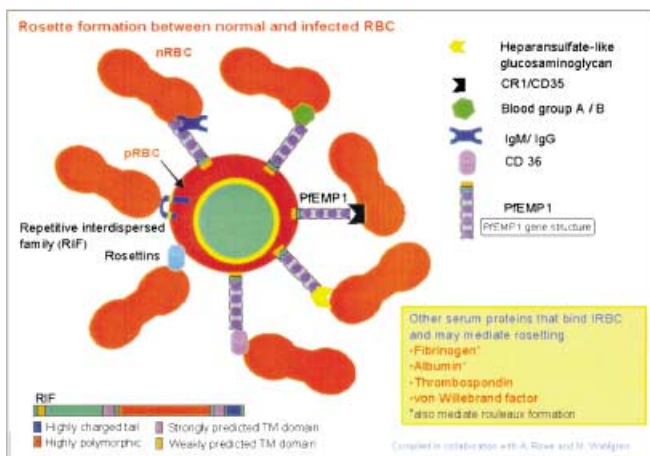 Rosette formation between normal and infected RBC
nRBC
pRBC
PfEMP1
Repetitive interdispersed
family (RIF)
Rosettins
Heparansulfate-like
glucosaminoglycan
CR1/CD35
Blood group A / B
IgM/ IgG
CD 36
PfEMP1
PfEMP1 gene structure
Other serum proteins that bind IRBC
and may mediate rosetting
-Fibrinogen*
-Albumin*
-Thrombospondin
-von Willebrand factor
*also mediate rouleaux formation
RIF
Highly charged tail
Strongly predicted TM domain
Highly polymorphic
Weakly predicted TM domain
Compiled in collaboration with A. Rowe and M. Wahlgren